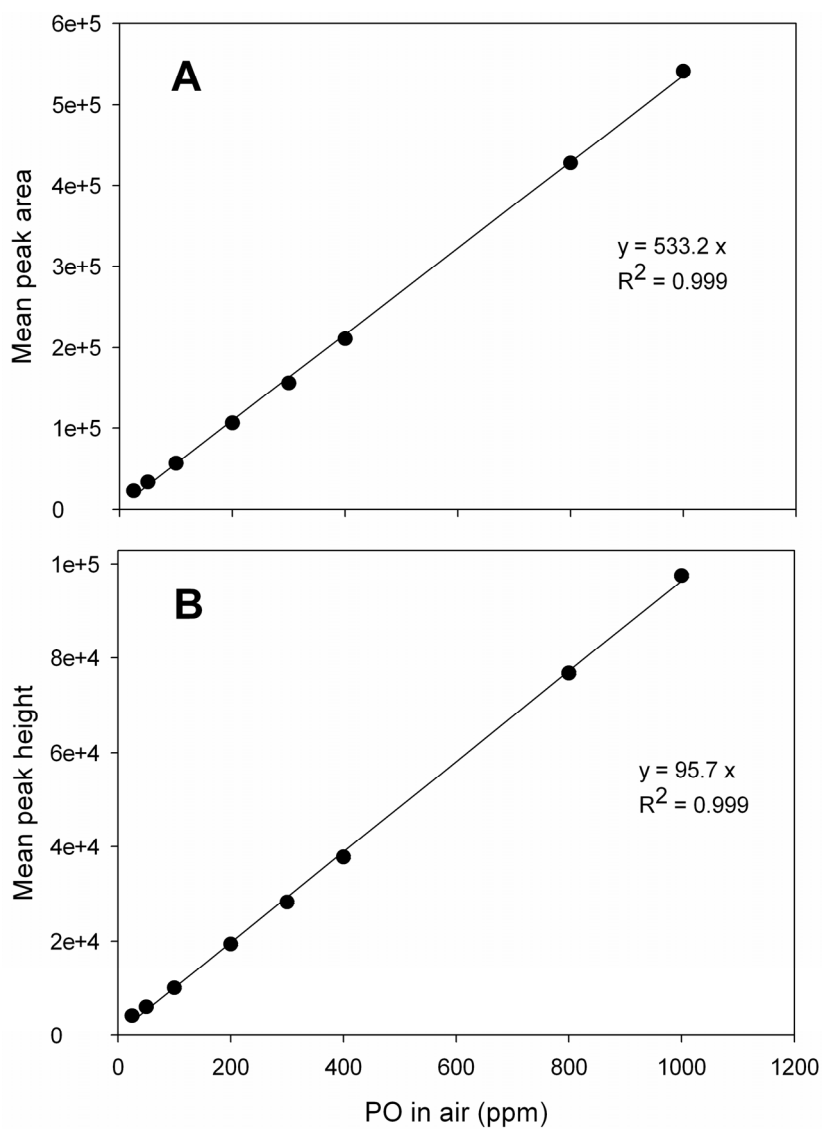 6e+5
A
5e+5
4e+5
Mean peak area
3e+5
y = 533.2 x
R2 = 0.999
2e+5
1e+5
0
1e+5
B
8e+4
Mean peak height
6e+4
y = 95.7 x
R2 = 0.999
4e+4
2e+4
0
0 200 400 600 800 1000 1200
PO in air (ppm)